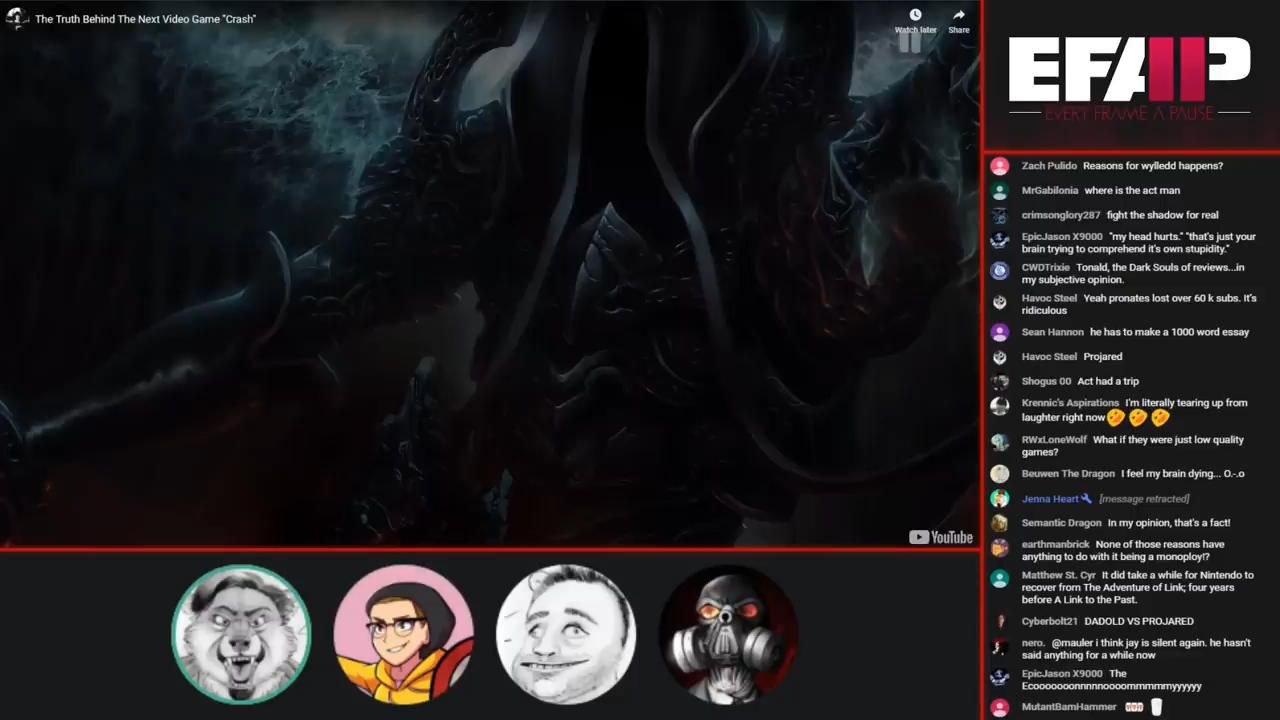 The Truth Behind The Next Video Game "Crash"
Watch later
Share
EFAP
EVERY FRAME A PAUSE
Zach Pulido Reasons for wylledd happens?
MrGabilonia where is the act man
crimsonglory287 fight the shadow for real
EpicJason X9000 "my head hurts." "that's just your
brain trying to comprehend it's own stupidity."
CWDTrixie Tonald, the Dark Souls of reviews...in
my subjective opinion.
Havoc Steel Yeah pronates lost over 60 k subs. It's
ridiculous
Sean Hannon he has to make a 1000 word essay
Havoc Steel Projared
Shogus 00 Act had a trip
Krennic's Aspirations I'm literally tearing up from
laughter right now
RWxLoneWolf What if they were just low quality
games?
Beuwen The Dragon I feel my brain dying... O.-.o
Jenna Heart [message retracted]
Semantic Dragon In my opinion, that's a fact!
earthmanbrick None of those reasons have
anything to do with it being a monoploy!?
Matthew St. Cyr It did take a while for Nintendo to
recover from The Adventure of Link; four years
before A Link to the Past.
Cyberbolt21 DADOLD VS PROJARED
nero. @mauler i think jay is silent again. he hasn't
said anything for a while now
EpicJason X9000 The
Ecooooooonnnnnoooommmmmyyyyyy
MutantBamHammer
YouTube